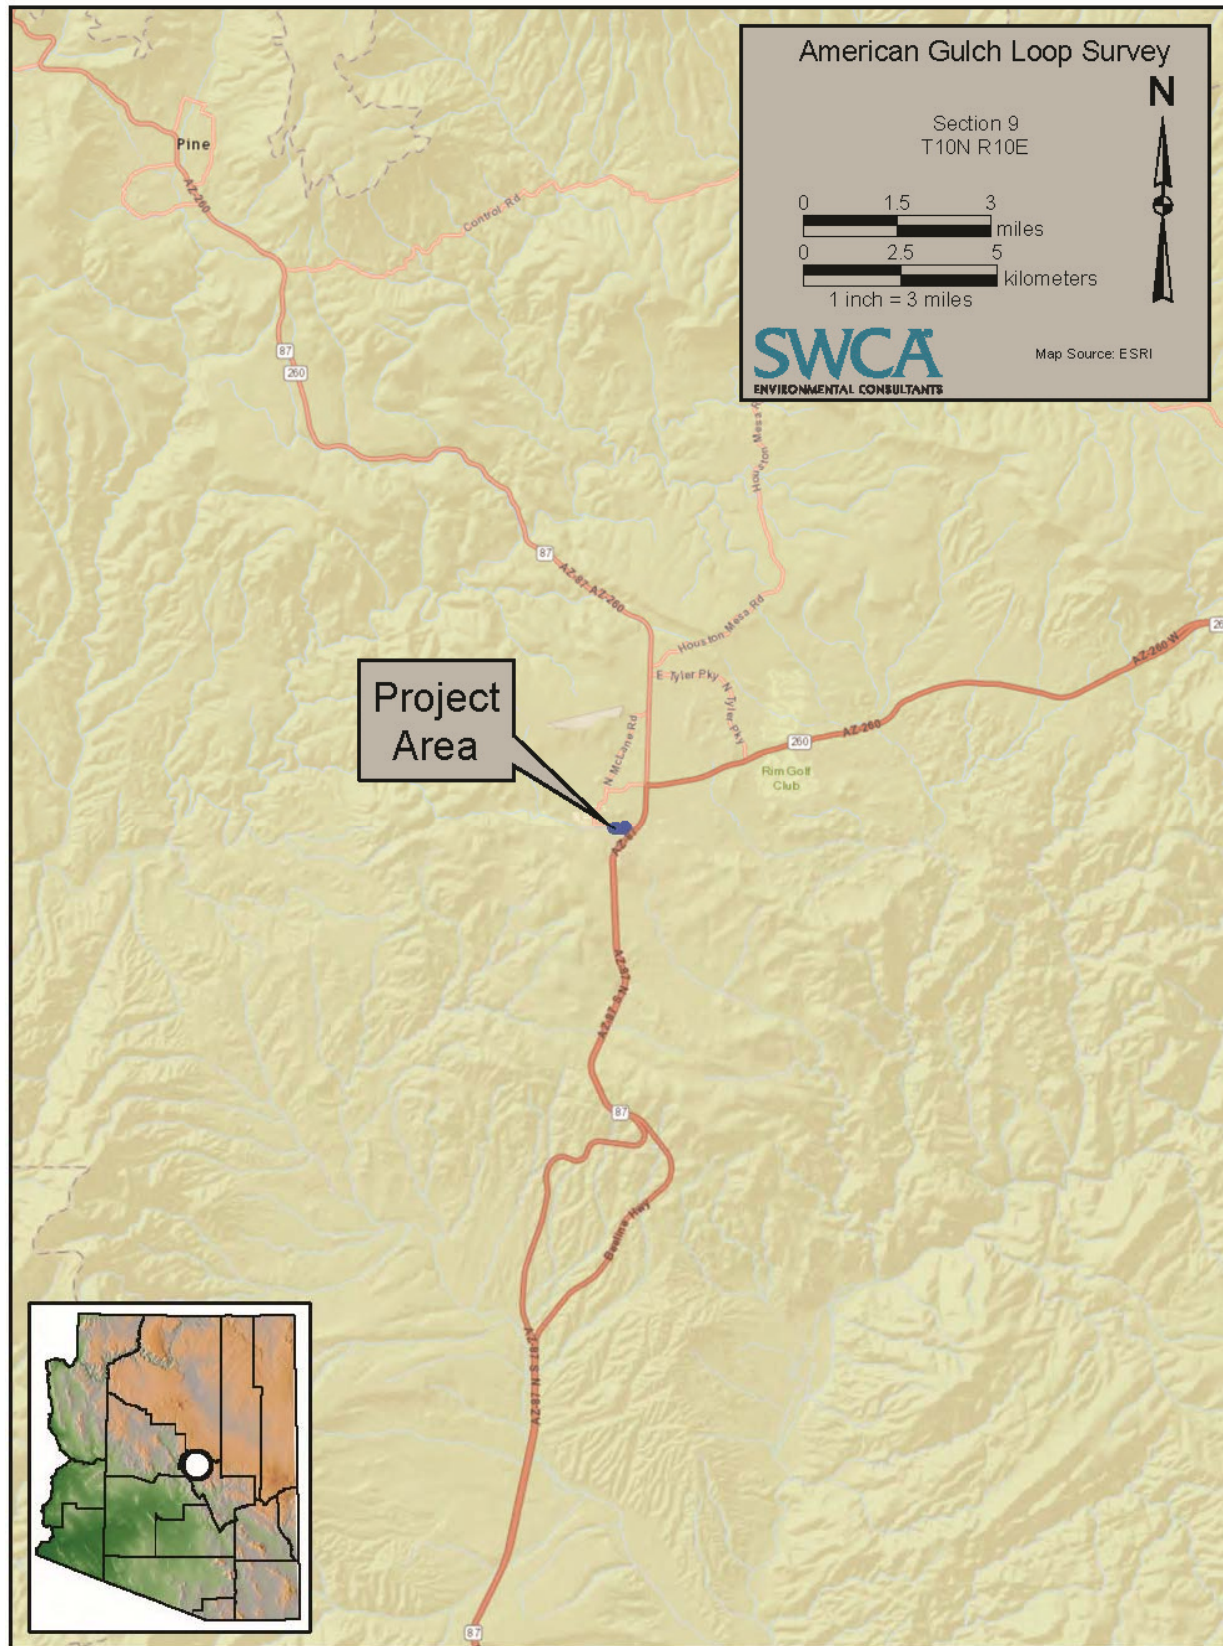 American Gulch Loop Survey
N
Section 9
T10N R10E
0 1.5 3
miles
0 2.5 5
kilometers
1 inch = 3 miles
SWCA
ENVIRONMENTAL CONSULTANTS
Map Source: ESRI
Pine
AZ-260
Control Rd
87
260
Houston Mesa R
87
AZ-87 AZ-260
Houston Mesa Rd
E Tyler Pky
N Tyler Pky
AZ-260 W
26
Project
Area
N McLane Rd
260
AZ-260
Rim Golf
Club
AZ-87
AZ-87 S N
87
Beeline Hwy
AZ-87 N
AZ-87 S
87